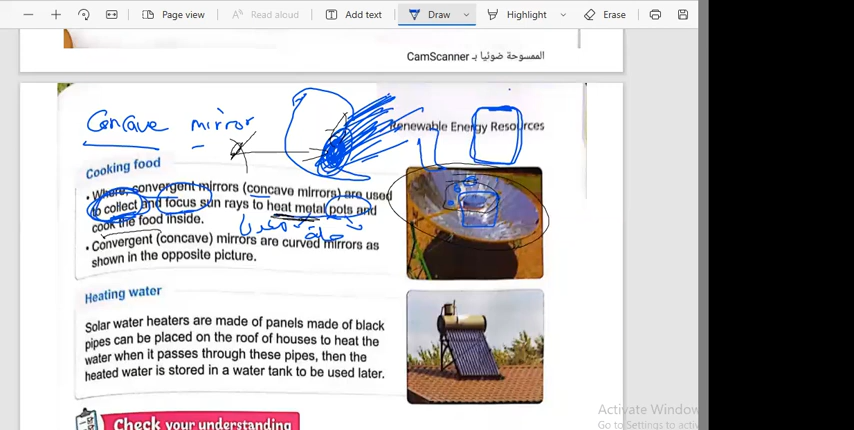 Page view
Read aloud
Add text
Draw
Highlight
Erase
الممسوحة ضوئيا بـ CamScanner
Concave mirror
Renewable Energy Resources
Cooking food
• Where, convergent mirrors (concave mirrors) are used
to collect and focus sun rays to heat metal pots and
cook the food inside.
• Convergent (concave) mirrors are curved mirrors as
shown in the opposite picture.
Heating water
Solar water heaters are made of panels made of black
pipes can be placed on the roof of houses to heat the
water when it passes through these pipes, then the
heated water is stored in a water tank to be used later.
Check your understanding
Activate Window
Go to Settings to activ